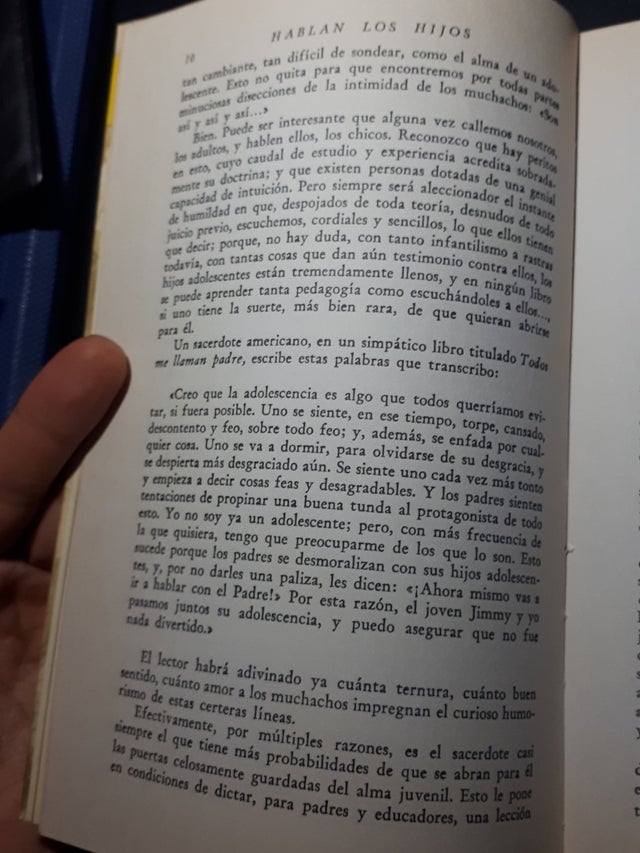 HABLAN LOS HIJOS
tan cambiante, tan difícil de sondear, como el alma de un ado-
lescente. Esto no quita para que encontremos por todas partes
minuciosas disecciones de la intimidad de los muchachos: «Son
así y así y así...»
Bien. Puede ser interesante que alguna vez callemos nosotros,
los adultos, y hablen ellos, los chicos. Reconozco que hay peritos
en esto, cuyo caudal de estudio y experiencia acredita sobrada-
mente su doctrina; y que existen personas dotadas de una genial
capacidad de intuición. Pero siempre será aleccionador el instante
de humildad en que, despojados de toda teoría, desnudos de todo
juicio previo, escuchemos, cordiales y sencillos, lo que ellos tienen
que decir; porque, no hay duda, con tanto infantilismo a rastras
todavía, con tantas cosas que dan aún testimonio contra ellos, los
hijos adolescentes están tremendamente llenos, y en ningún libro
se puede aprender tanta pedagogía como escuchándoles a ellos...,
si uno tiene la suerte, más bien rara, de que quieran abrirse
para él.
Un sacerdote americano, en un simpático libro titulado Todos
me llaman padre, escribe estas palabras que transcribo:
«Creo que la adolescencia es algo que todos querríamos evi-
tar, si fuera posible. Uno se siente, en ese tiempo, torpe, cansado,
descontento y feo, sobre todo feo; y, además, se enfada por cual-
quier cosa. Uno se va a dormir, para olvidarse de su desgracia, y
se despierta más desgraciado aún. Se siente uno cada vez más tonto
y empieza a decir cosas feas y desagradables. Y los padres sienten
tentaciones de propinar una buena tunda al protagonista de todo
esto. Yo no soy ya un adolescente; pero, con más frecuencia de
la que quisiera, tengo que preocuparme de los que lo son. Esto
sucede porque los padres se desmoralizan con sus hijos adolescen-
tes, y, por no darles una paliza, les dicen: «¡Ahora mismo vas a
ir a hablar con el Padre!» Por esta razón, el joven Jimmy y yo
pasamos juntos su adolescencia, y puedo asegurar que no fue
nada divertido.»
El lector habrá adivinado ya cuánta ternura, cuánto buen
sentido, cuánto amor a los muchachos impregnan el curioso humo-
rismo de estas certeras líneas.
Efectivamente, por múltiples razones, es el sacerdote casi
siempre el que tiene más probabilidades de que se abran para él
las puertas celosamente guardadas del alma juvenil. Esto le pone
en condiciones de dictar, para padres y educadores, una lección